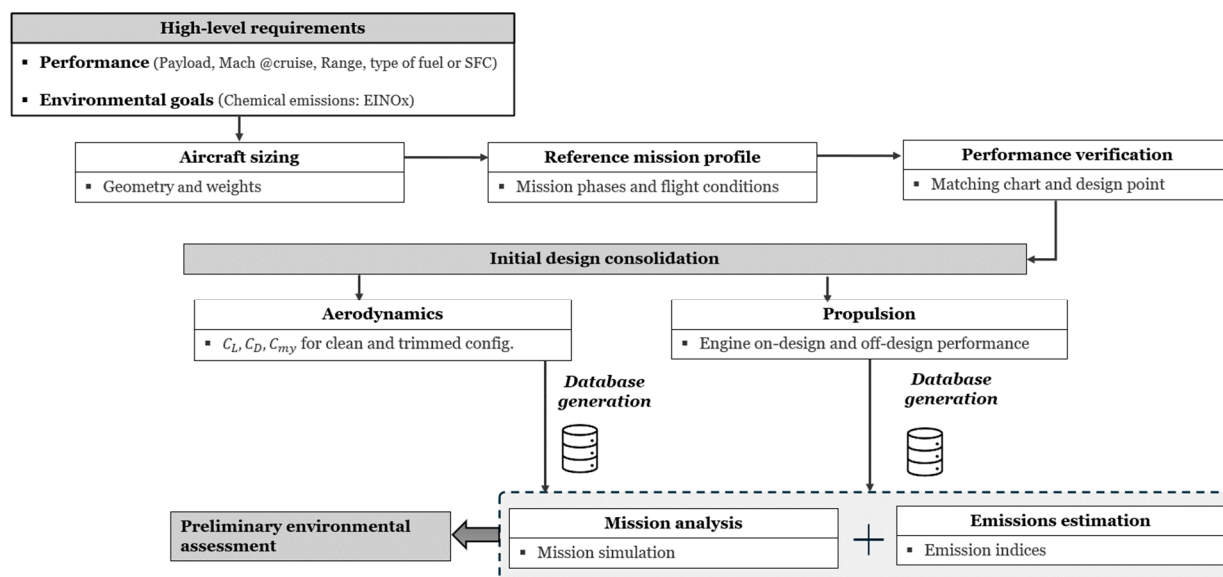 High-level requirements
▪ Performance (Payload, Mach @cruise, Range, type of fuel or SFC)
▪ Environmental goals (Chemical emissions: EINOx)
Aircraft sizing
▪ Geometry and weights
Reference mission profile
▪ Mission phases and flight conditions
Performance verification
▪ Matching chart and design point
Initial design consolidation
Aerodynamics
▪ C_L, C_D, C_my for clean and trimmed config.
Propulsion
▪ Engine on-design and off-design performance
Database
generation
Database
generation
Preliminary environmental
assessment
Mission analysis
▪ Mission simulation
+
Emissions estimation
▪ Emission indices